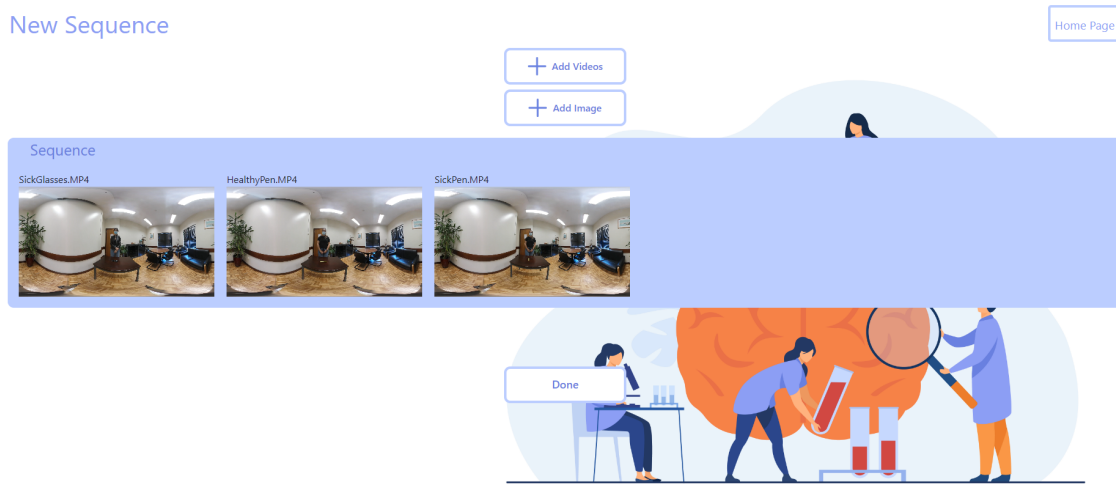 New Sequence
Home Page
Add Videos
Add Image
Sequence
SickGlasses.MP4
HealthyPen.MP4
SickPen.MP4
Done